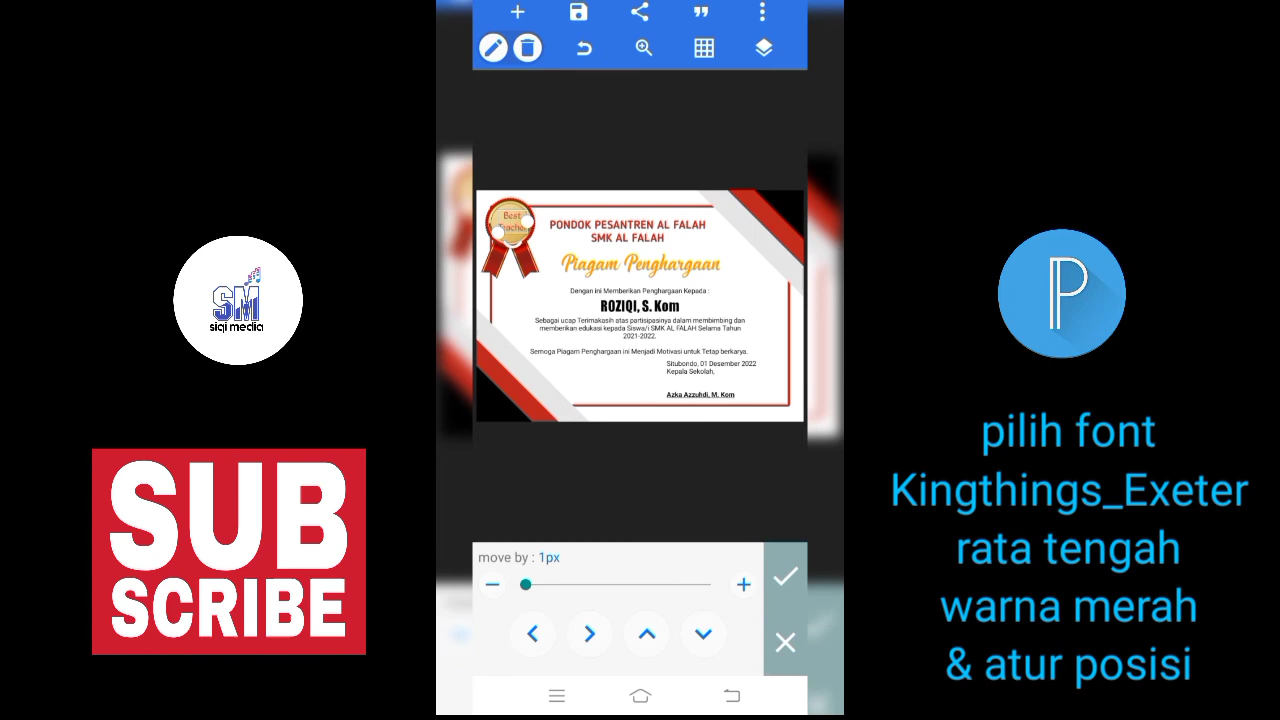 SM
siqi media
SUB
SCRIBE
Best
Teacher
PONDOK PESANTREN AL FALAH
SMK AL FALAH
Piagam Penghargaan
Dengan ini Memberikan Penghargaan Kepada :
ROZIQI, S. Kom
Sebagai ucap Terimakasih atas partisipasinya dalam membimbing dan
memberikan edukasi kepada Siswa/i SMK AL FALAH Selama Tahun
2021-2022.
Semoga Piagam Penghargaan ini Menjadi Motivasi untuk Tetap berkarya.
Situbondo, 01 Desember 2022
Kepala Sekolah,
Azka Azzuhdi, M. Kom
move by : 1px
P
pilih font
Kingthings_Exeter
rata tengah
warna merah
& atur posisi